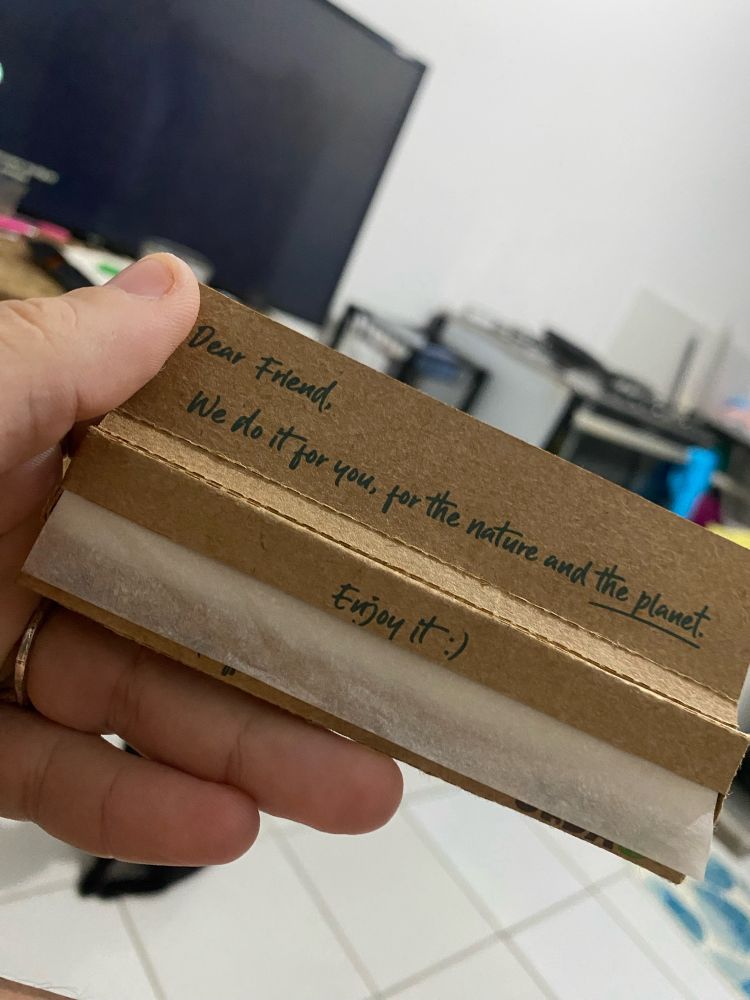 Dear Friend,
We do it for you, for the nature and the planet.
Enjoy it :)